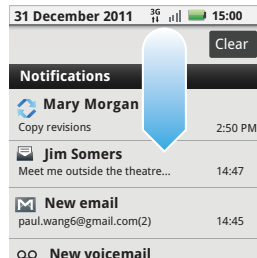 31 December 2011 3G 15:00
Clear
Notifications
Mary Morgan
Copy revisions 2:50 PM
Jim Somers
Meet me outside the theatre... 14:47
New email
paul.wang6@gmail.com(2) 14:45
New voicemail